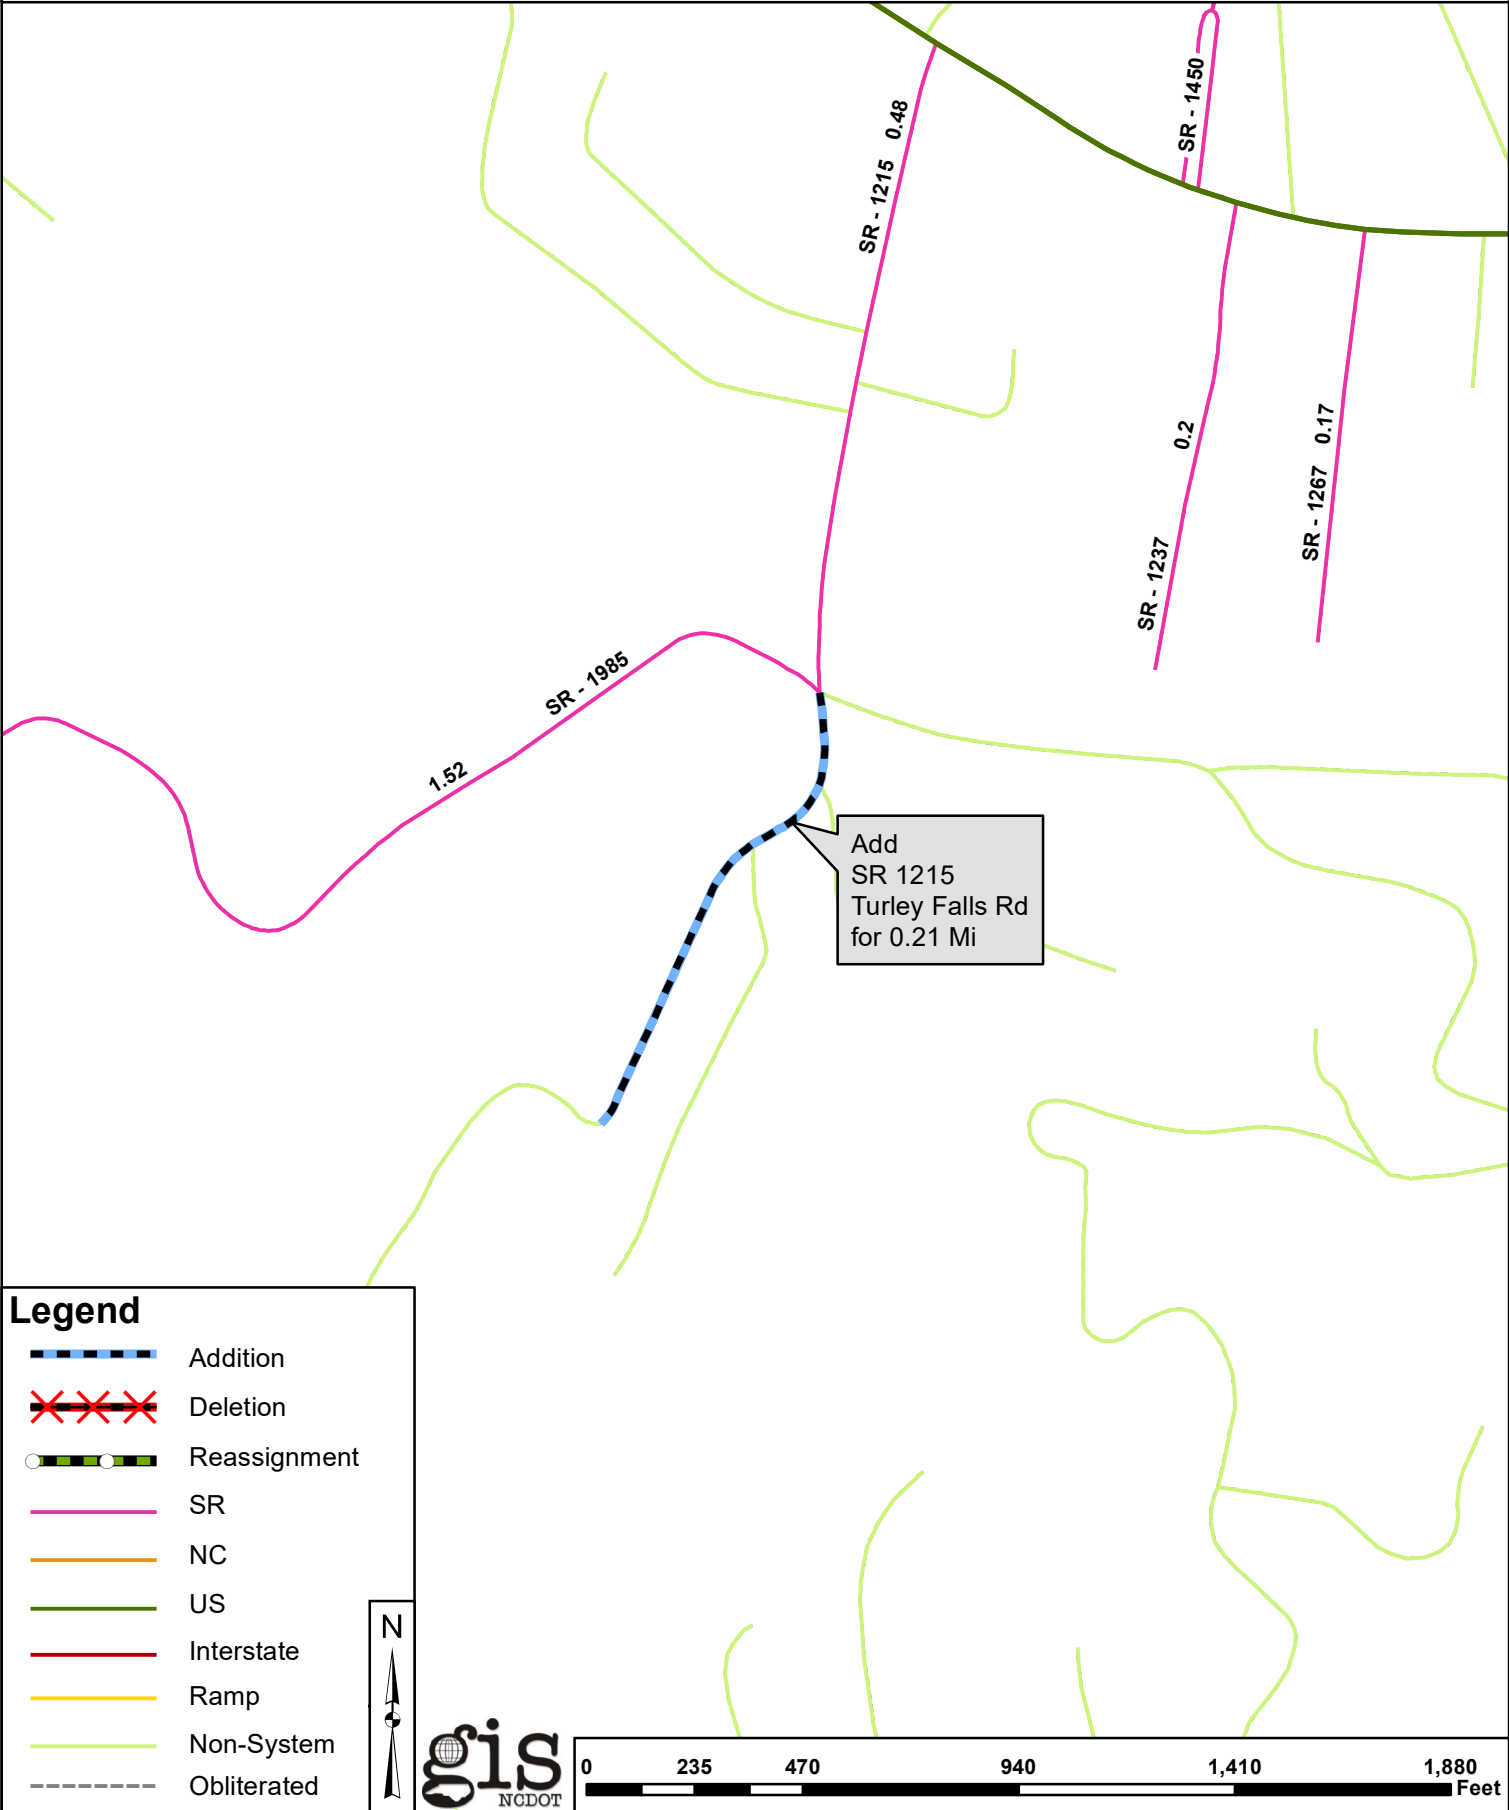 SR - 1450
SR - 1215 0.48
0.2
SR - 1267 0.17
SR - 1237
SR - 1985
1.52
Add
SR 1215
Turley Falls Rd
for 0.21 Mi
Legend
Addition
Deletion
Reassignment
SR
NC
US
Interstate
Ramp
Non-System
Obliterated
N
gis
NCDOT
0 235 470 940 1,410 1,880
Feet